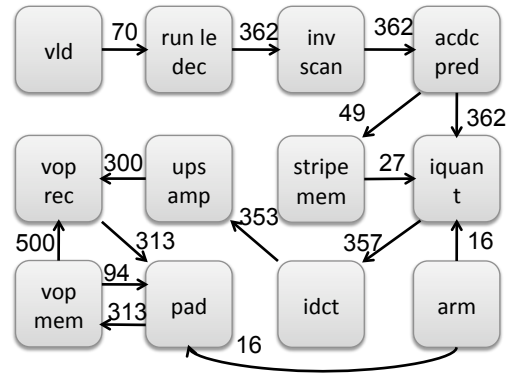 70
362
362
vld
run le
dec
inv
scan
acdc
pred
49
362
vop
rec
300
ups
amp
stripe
mem
27
iquan
t
353
500
313
357
16
vop
mem
94
313
pad
idct
arm
16